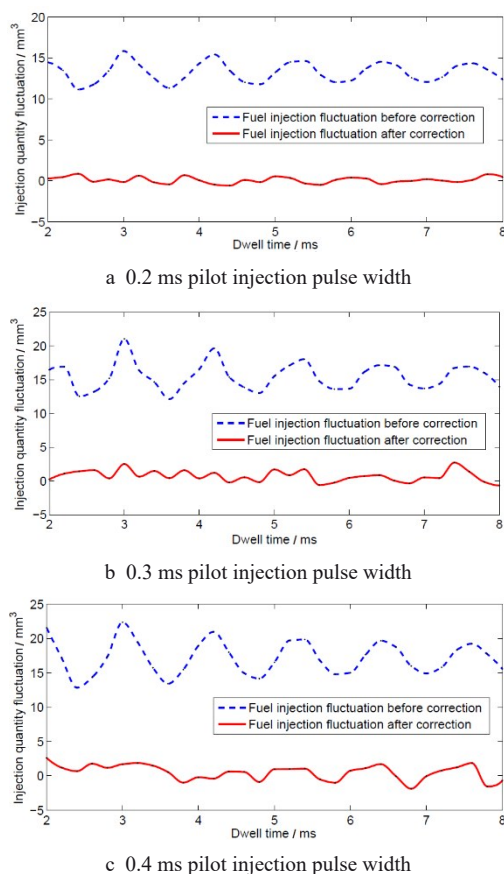 Injection quantity fluctuation / mm³
20
15
10
5
0
−5
Fuel injection fluctuation before correction
Fuel injection fluctuation after correction
2 3 4 5 6 7 8
Dwell time / ms
a 0.2 ms pilot injection pulse width
Injection quantity fluctuation / mm³
25
20
15
10
5
0
−5
Fuel injection fluctuation before correction
Fuel injection fluctuation after correction
2 3 4 5 6 7 8
Dwell time / ms
b 0.3 ms pilot injection pulse width
Injection quantity fluctuation / mm³
25
20
15
10
5
0
−5
Fuel injection fluctuation before correction
Fuel injection fluctuation after correction
2 3 4 5 6 7 8
Dwell time / ms
c 0.4 ms pilot injection pulse width